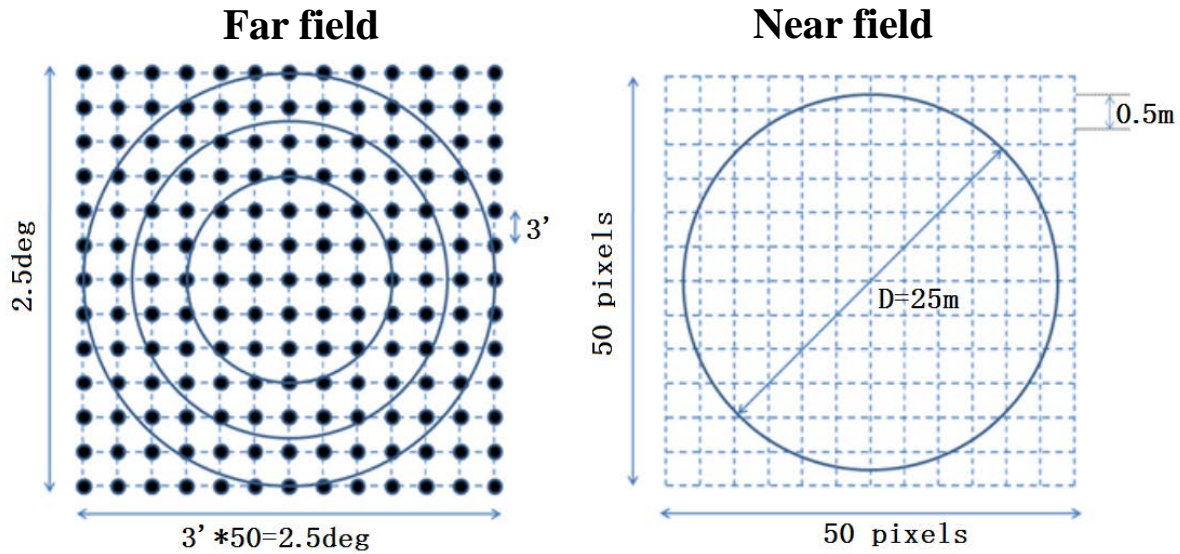 Far field
Near field
2.5deg
3'
3'*50=2.5deg
50 pixels
0.5m
D=25m
50 pixels